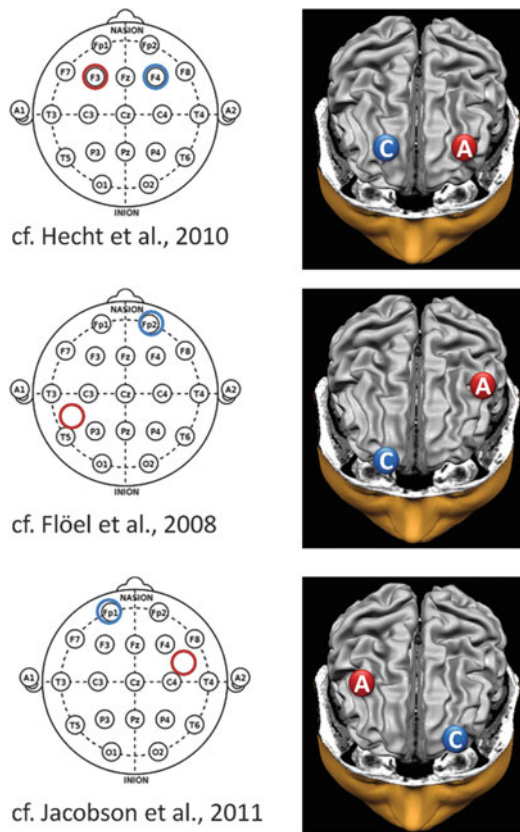 NASION
Fp1 Fp2
F7 F3 Fz F4 F8
A1 T3 C3 Cz C4 T4 A2
T5 P3 Pz P4 T6
O1 O2
INION
C A
cf. Hecht et al., 2010
NASION
Fp1 Fp2
F7 F3 Fz F4 F8
A1 T3 C3 Cz C4 T4 A2
T5 P3 Pz P4 T6
O1 O2
INION
A
C
cf. Flöel et al., 2008
NASION
Fp1 Fp2
F7 F3 Fz F4 F8
A1 T3 C3 Cz C4 T4 A2
T5 P3 Pz P4 T6
O1 O2
INION
A
C
cf. Jacobson et al., 2011